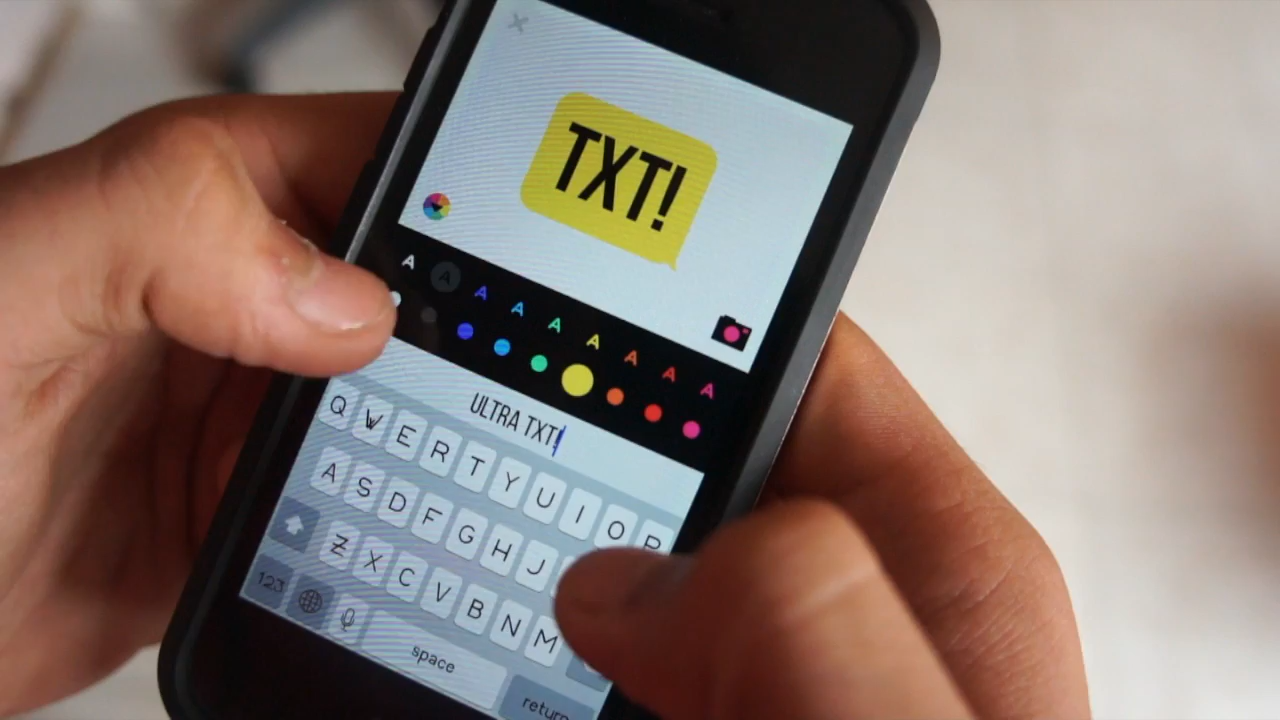 TXT!
A A A A A A A A A
ULTRA TXT!
Q W E R T Y U I O P
A S D F G H J
Z X C V B N M
123 space return